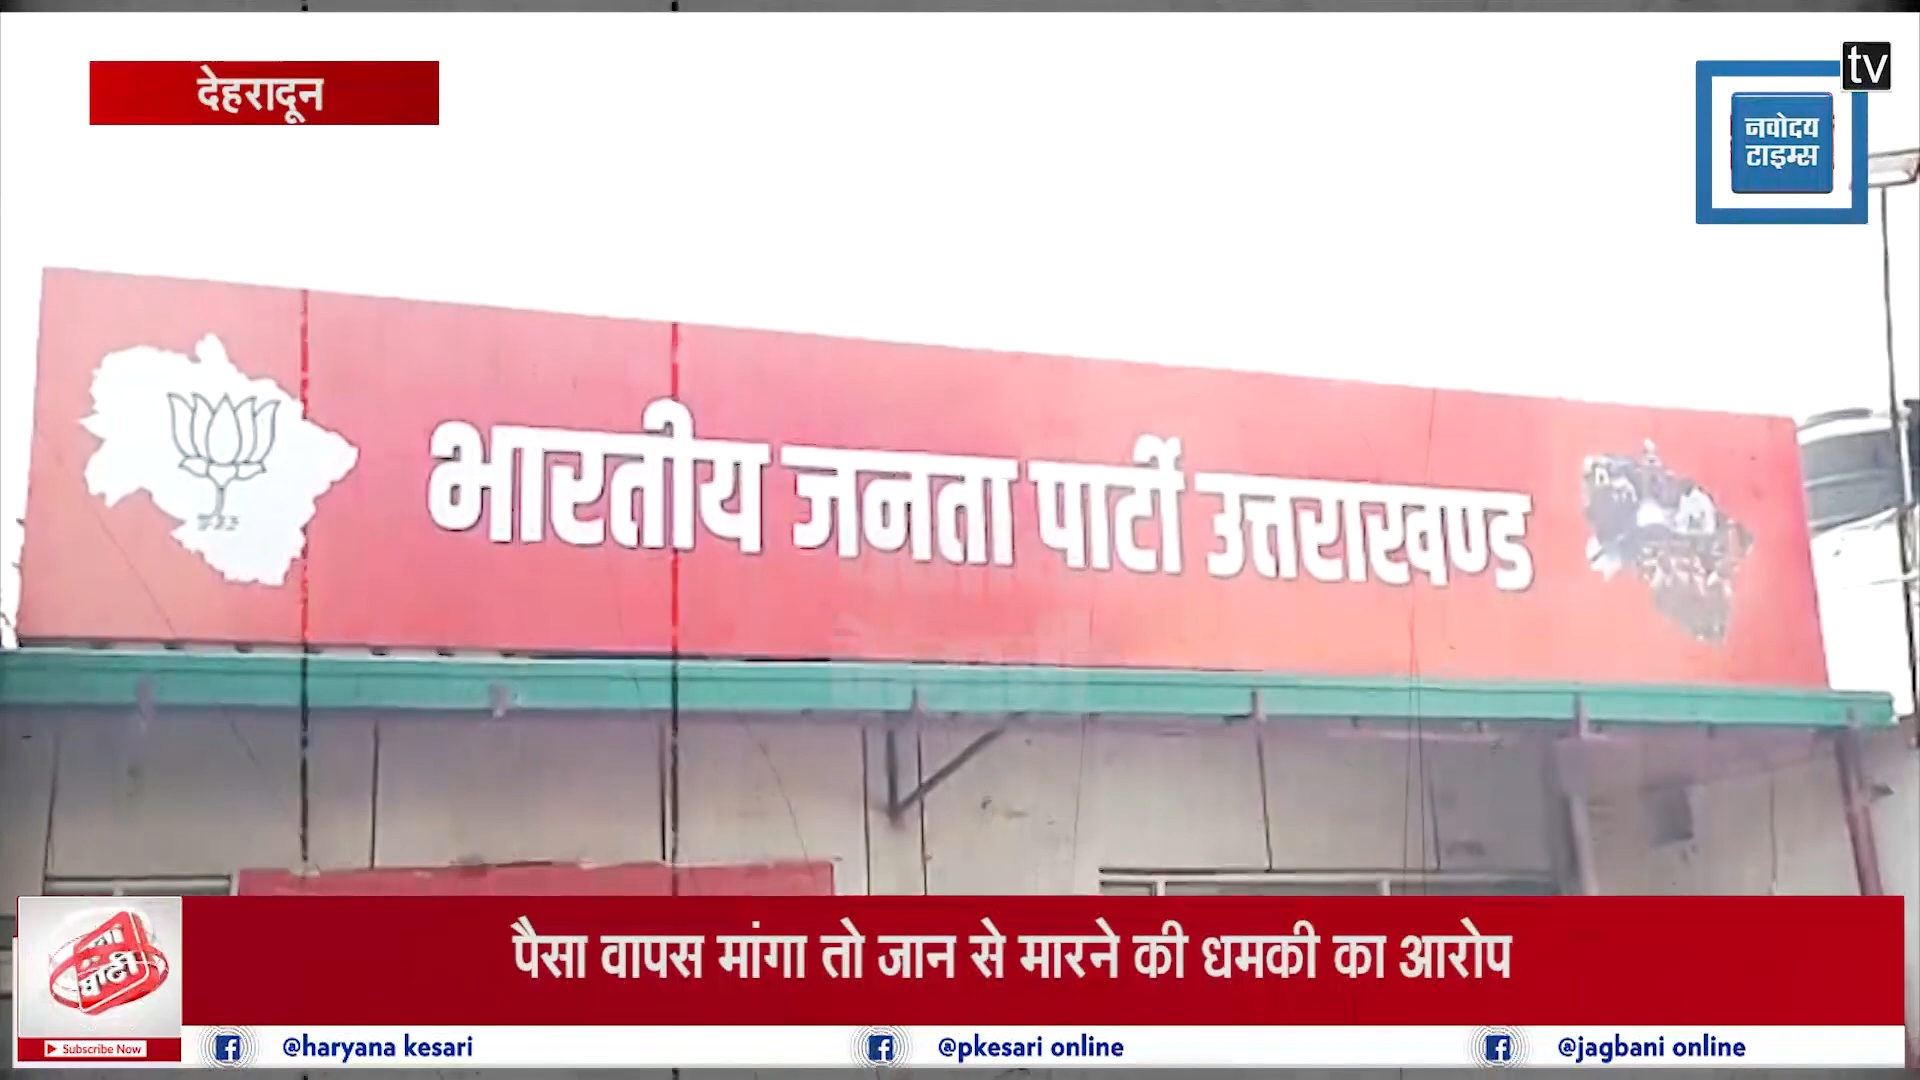 देहरादून
tv
नवोदय
टाइम्स
भारतीय जनता पार्टी उत्तराखण्ड
पैसा वापस मांगा तो जान से मारने की धमकी का आरोप
घाटी
Subscribe Now
@haryana kesari
@pkesari online
@jagbani online